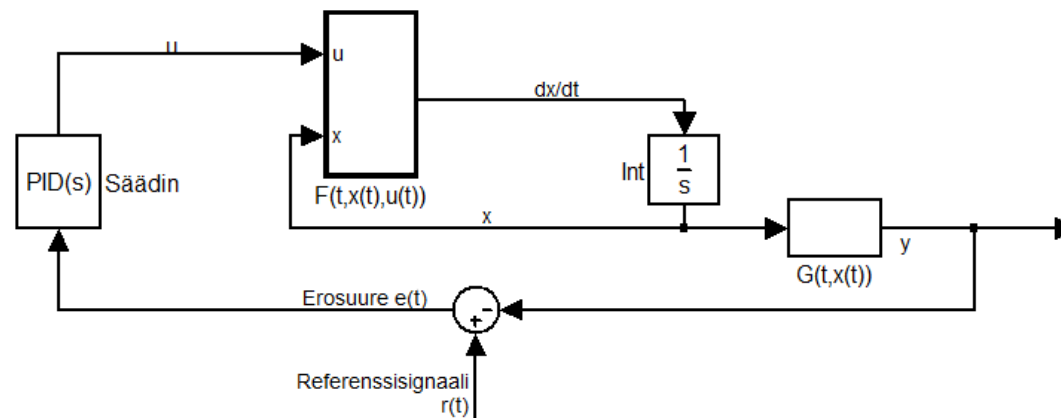 u
u
dx/dt
x
PID(s)
Säädin
F(t,x(t),u(t))
Int
1
s
x
y
G(t,x(t))
Erosuure e(t)
-
+
Referenssisignaali
r(t)